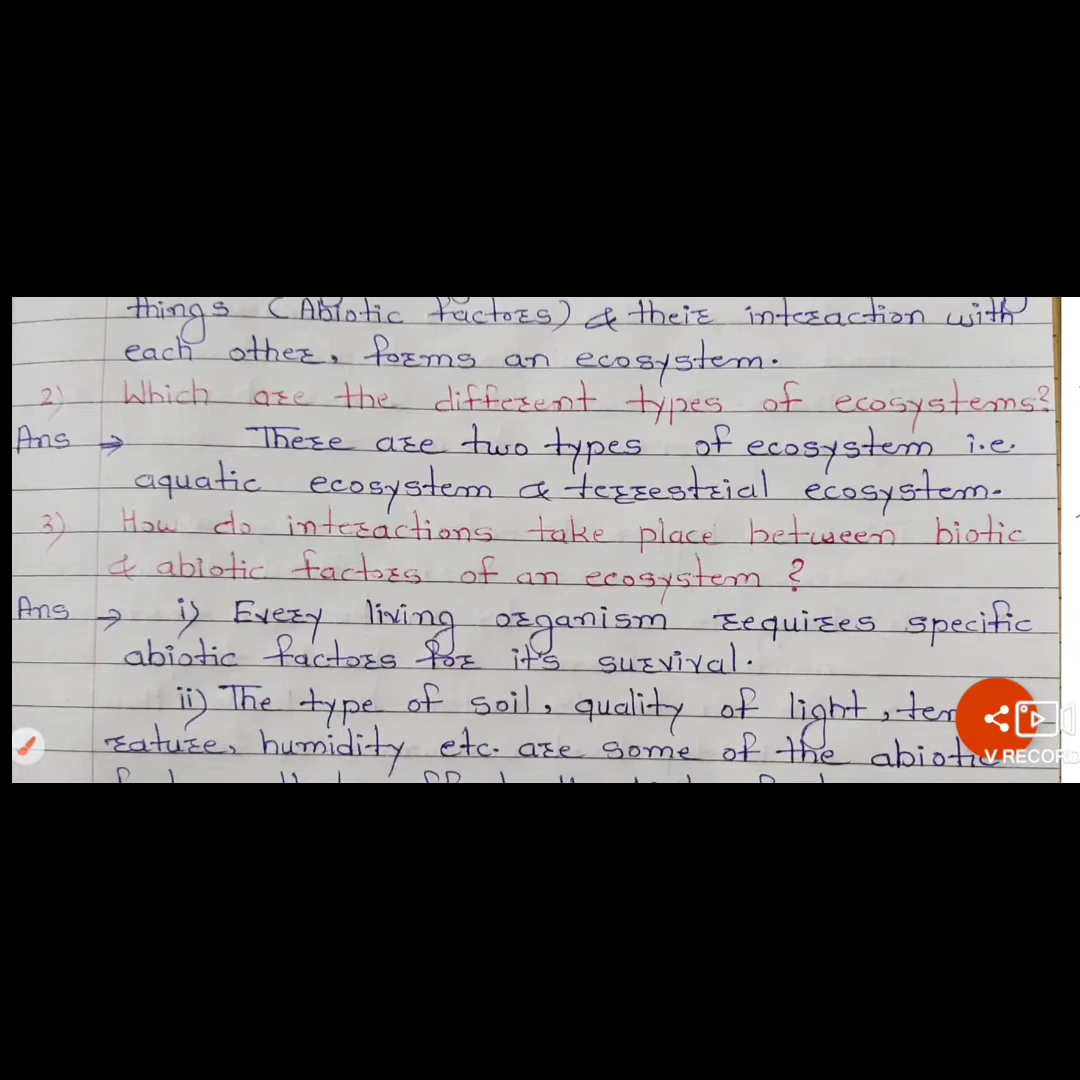 things (Abiotic factors) & their interaction with
each other, forms an ecosystem.
2) Which are the different types of ecosystems?
Ans → There are two types of ecosystem i.e.
aquatic ecosystem & terrestrial ecosystem.
3) How do interactions take place between biotic
& abiotic factors of an ecosystem ?
Ans → i) Every living organism requires specific
abiotic factors for it's survival.
ii) The type of soil, quality of light, tem
rature, humidity etc. are some of the abiotic
V RECORD